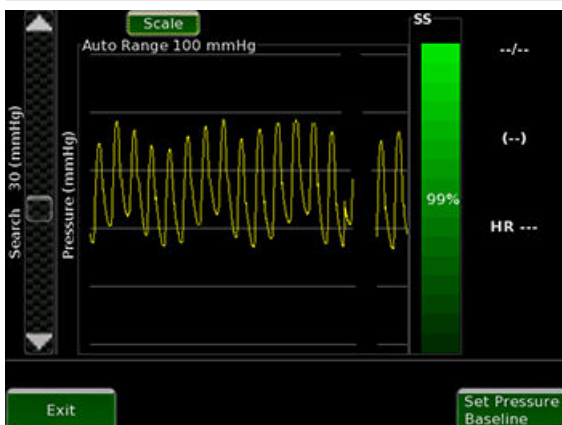 Scale
SS
Auto Range 100 mmHg
--/--
Search 30 (mmHg)
Pressure (mmHg)
(--)
99%
HR ---
Exit
Set Pressure
Baseline